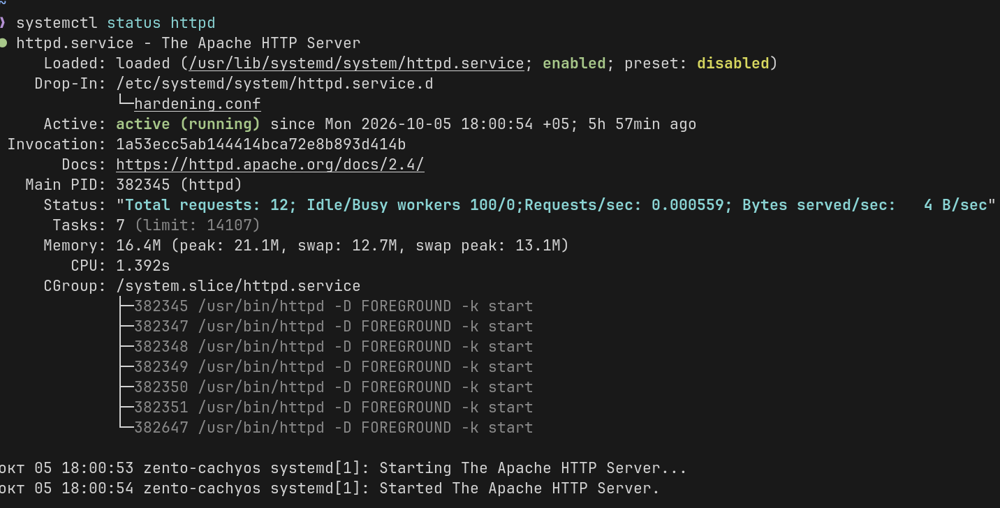 ~
❯ systemctl status httpd
● httpd.service - The Apache HTTP Server
     Loaded: loaded (/usr/lib/systemd/system/httpd.service; enabled; preset: disabled)
    Drop-In: /etc/systemd/system/httpd.service.d
             └─hardening.conf
     Active: active (running) since Mon 2026-10-05 18:00:54 +05; 5h 57min ago
 Invocation: 1a53ecc5ab144414bca72e8b893d414b
       Docs: https://httpd.apache.org/docs/2.4/
   Main PID: 382345 (httpd)
     Status: "Total requests: 12; Idle/Busy workers 100/0;Requests/sec: 0.000559; Bytes served/sec:   4 B/sec"
      Tasks: 7 (limit: 14107)
     Memory: 16.4M (peak: 21.1M, swap: 12.7M, swap peak: 13.1M)
        CPU: 1.392s
     CGroup: /system.slice/httpd.service
             ├─382345 /usr/bin/httpd -D FOREGROUND -k start
             ├─382347 /usr/bin/httpd -D FOREGROUND -k start
             ├─382348 /usr/bin/httpd -D FOREGROUND -k start
             ├─382349 /usr/bin/httpd -D FOREGROUND -k start
             ├─382350 /usr/bin/httpd -D FOREGROUND -k start
             ├─382351 /usr/bin/httpd -D FOREGROUND -k start
             └─382647 /usr/bin/httpd -D FOREGROUND -k start

окт 05 18:00:53 zento-cachyos systemd[1]: Starting The Apache HTTP Server...
окт 05 18:00:54 zento-cachyos systemd[1]: Started The Apache HTTP Server.